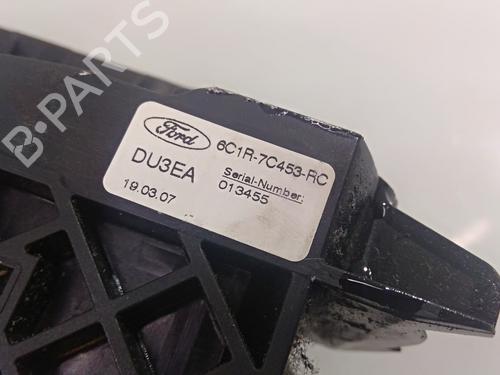 B-PARTS
Ford
6C1R-7C453-RC
DU3EA
Serial-Number:
19.03.07
013455